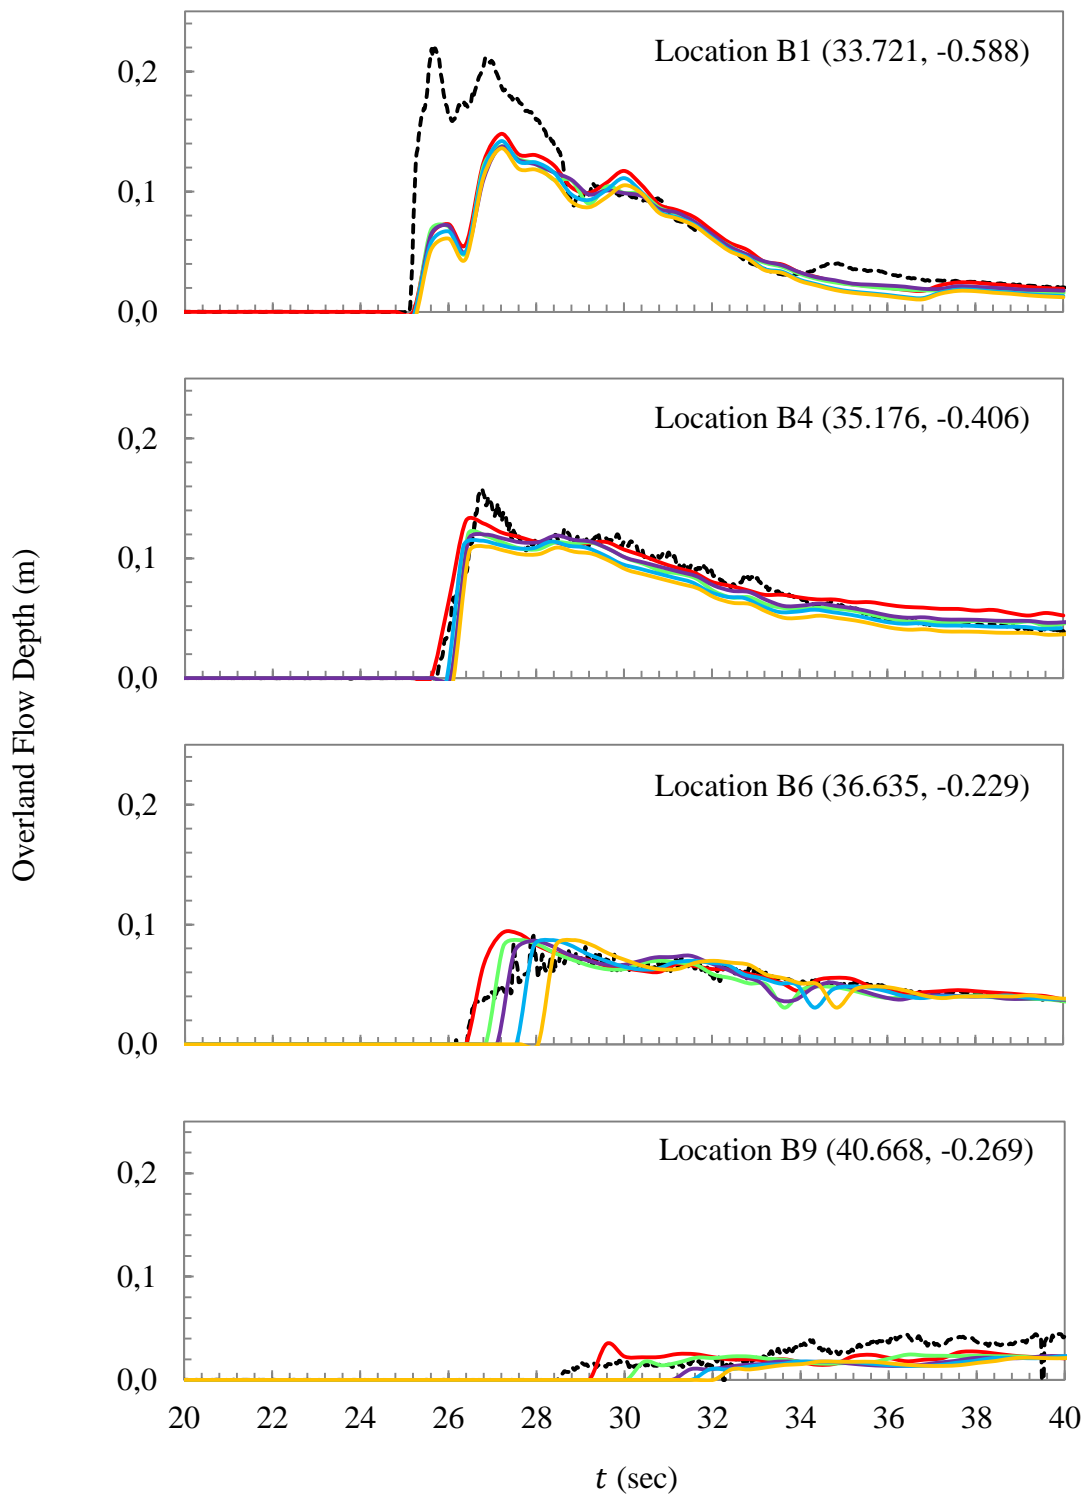 Overland Flow Depth (m)
Location B1 (33.721, -0.588)
0,2
0,1
0,0
Location B4 (35.176, -0.406)
0,2
0,1
0,0
Location B6 (36.635, -0.229)
0,2
0,1
0,0
Location B9 (40.668, -0.269)
0,2
0,1
0,0
20 22 24 26 28 30 32 34 36 38 40
t (sec)